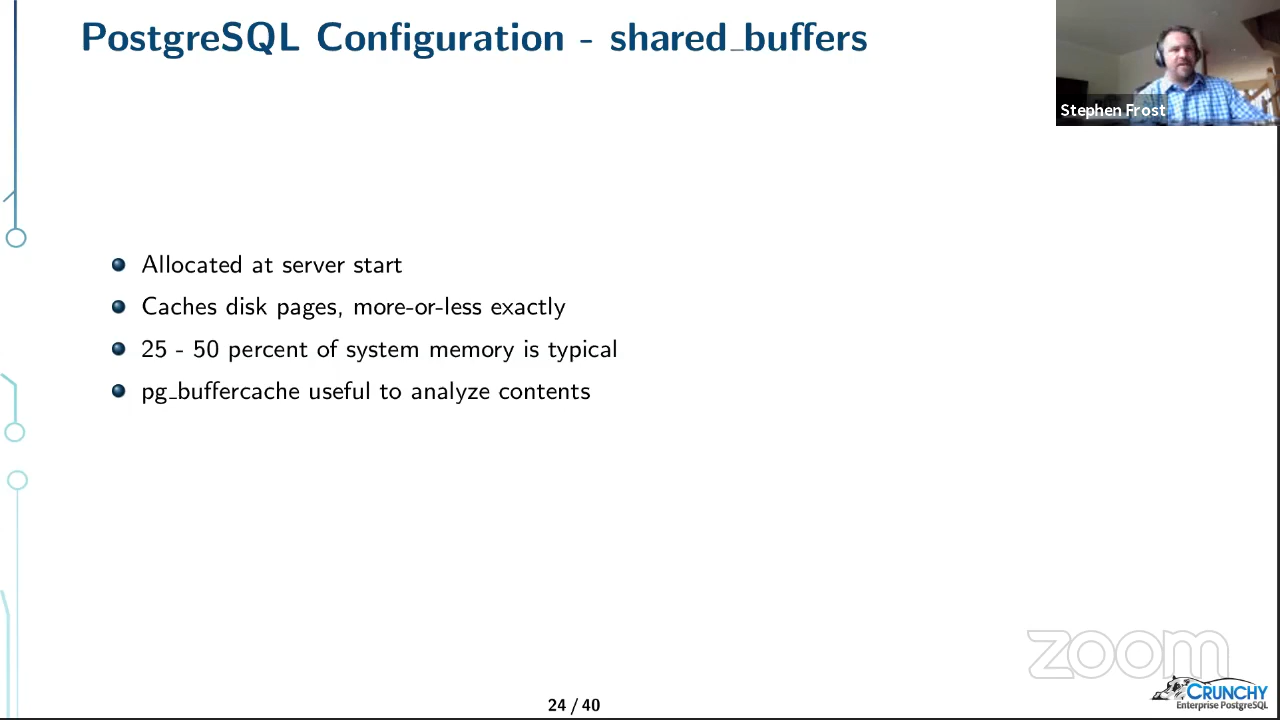 PostgreSQL Configuration - shared_buffers
Stephen Frost
Allocated at server start
Caches disk pages, more-or-less exactly
25 - 50 percent of system memory is typical
pg_buffercache useful to analyze contents
zoom
CRUNCHY
Enterprise PostgreSQL
24 / 40